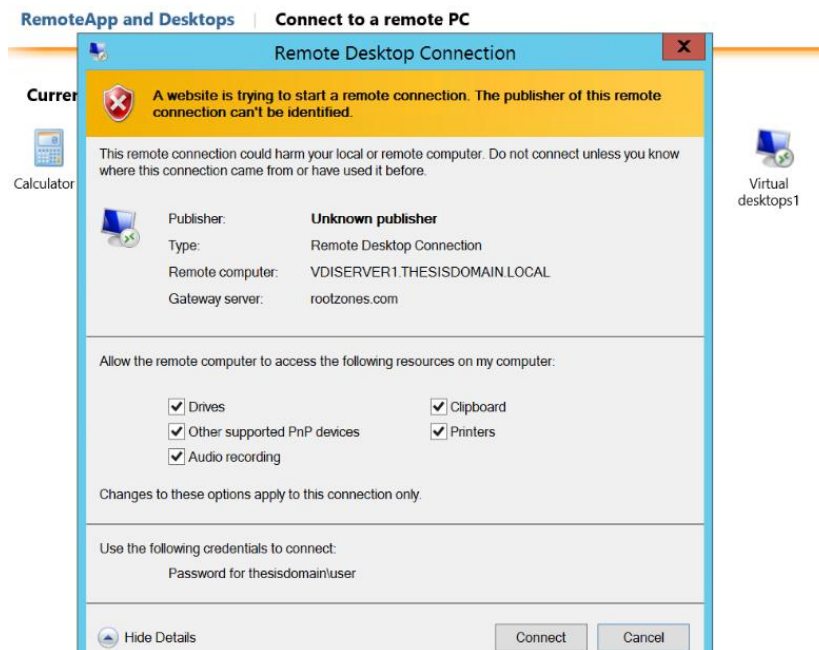 RemoteApp and Desktops | Connect to a remote PC
Remote Desktop Connection
X
Curren
A website is trying to start a remote connection. The publisher of this remote
connection can't be identified.
This remote connection could harm your local or remote computer. Do not connect unless you know
where this connection came from or have used it before.
Calculator
Virtual
desktops1
Publisher: Unknown publisher
Type: Remote Desktop Connection
Remote computer: VDISERVER1.THESISDOMAIN.LOCAL
Gateway server: rootzones.com
Allow the remote computer to access the following resources on my computer:
Drives Clipboard
Other supported PnP devices Printers
Audio recording
Changes to these options apply to this connection only.
Use the following credentials to connect:
Password for thesisdomain\user
Hide Details Connect Cancel